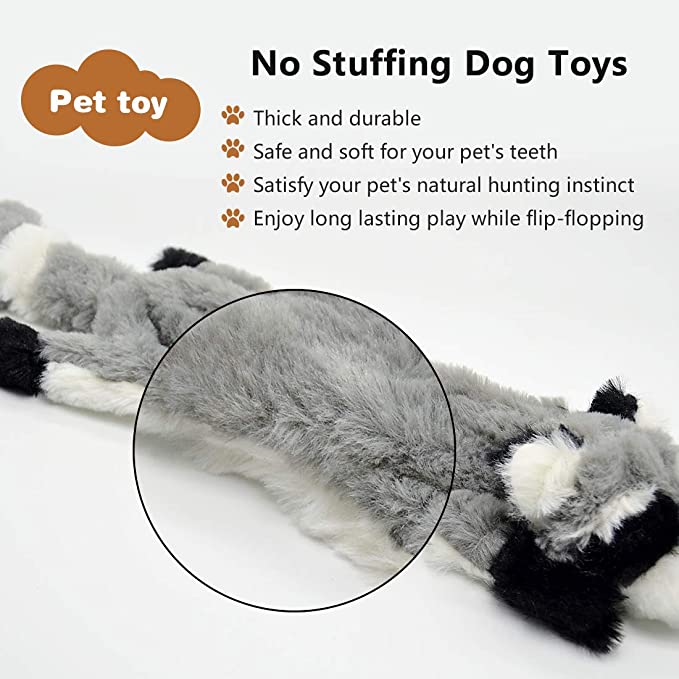 No Stuffing Dog Toys
Pet toy
Thick and durable
Safe and soft for your pet's teeth
Satisfy your pet's natural hunting instinct
Enjoy long lasting play while flip-flopping